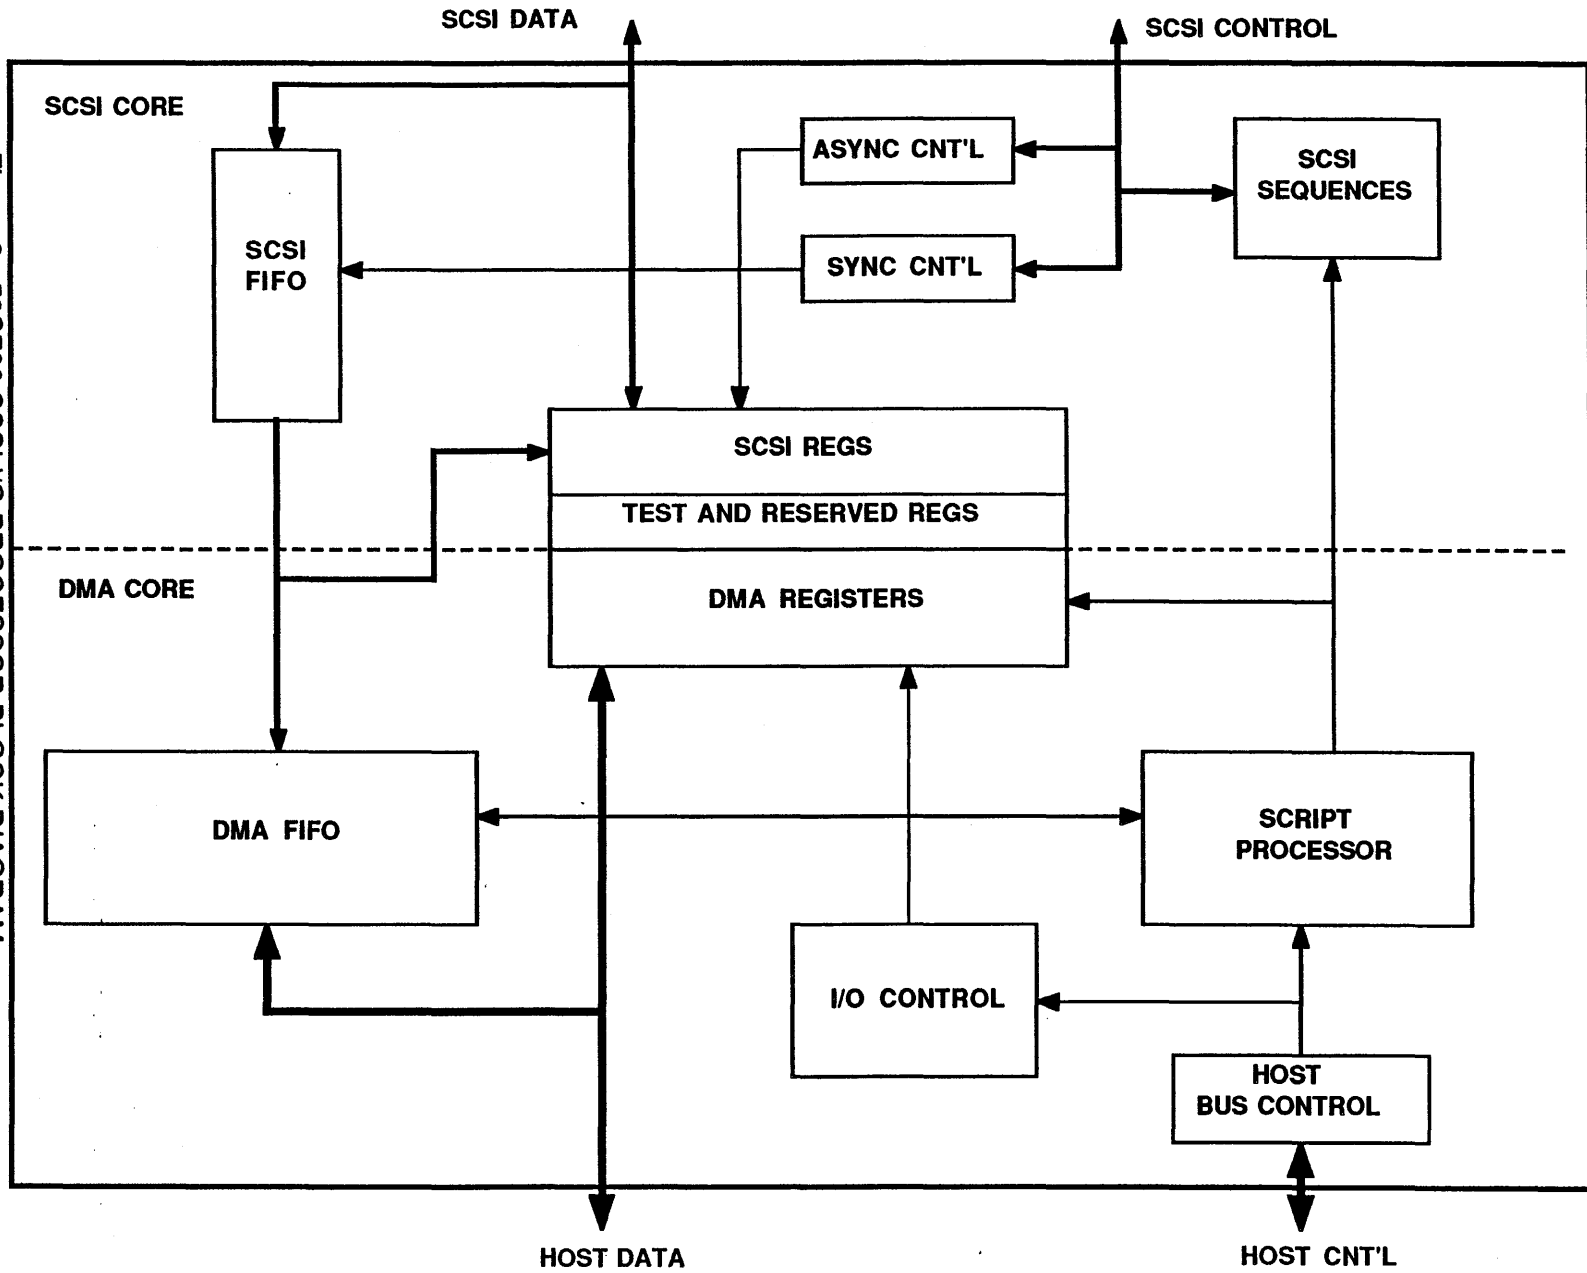 SCSI DATA
SCSI CONTROL
SCSI CORE
ASYNC CNT'L
SCSI
SEQUENCES
SCSI
FIFO
SYNC CNT'L
SCSI REGS
TEST AND RESERVED REGS
DMA CORE
DMA REGISTERS
DMA FIFO
SCRIPT
PROCESSOR
I/O CONTROL
HOST
BUS CONTROL
HOST DATA
HOST CNT'L